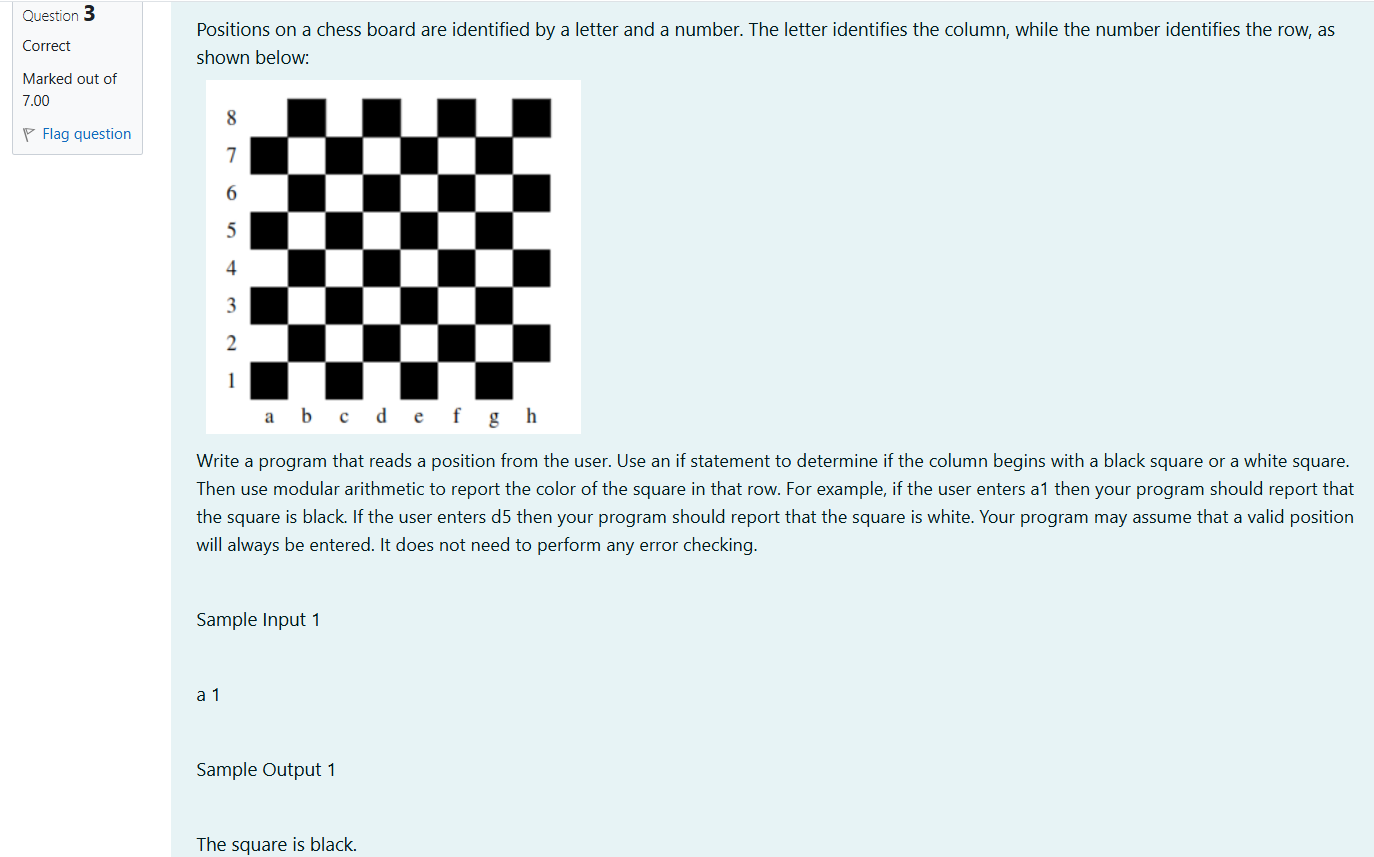 Question 3
Correct
Marked out of
7.00
Flag question
Positions on a chess board are identified by a letter and a number. The letter identifies the column, while the number identifies the row, as
shown below:
8
7
6
5
4
3
2
1
a b c d e f g h
Write a program that reads a position from the user. Use an if statement to determine if the column begins with a black square or a white square.
Then use modular arithmetic to report the color of the square in that row. For example, if the user enters a1 then your program should report that
the square is black. If the user enters d5 then your program should report that the square is white. Your program may assume that a valid position
will always be entered. It does not need to perform any error checking.
Sample Input 1
a 1
Sample Output 1
The square is black.